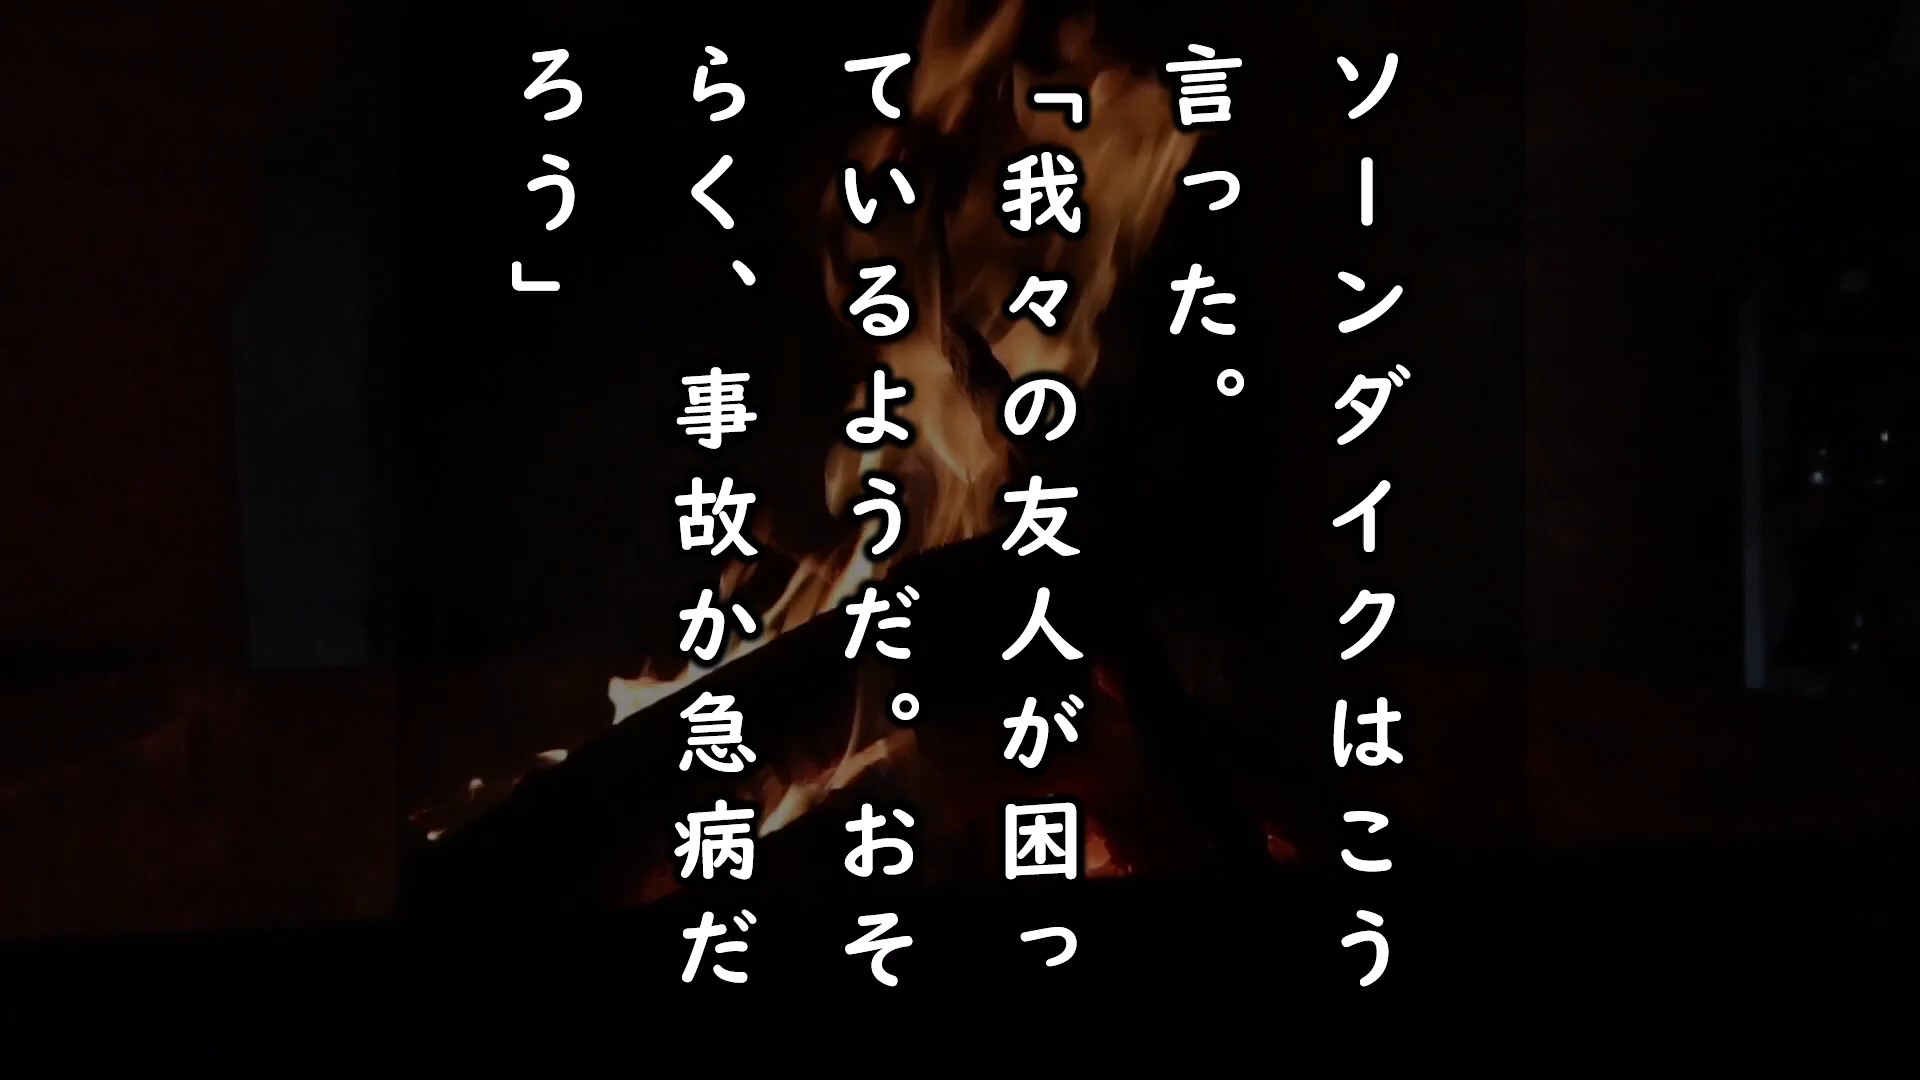 ソーンダイクはこう
言った。
「我々の友人が困っ
ているようだ。おそ
らく、事故か急病だ
ろう」